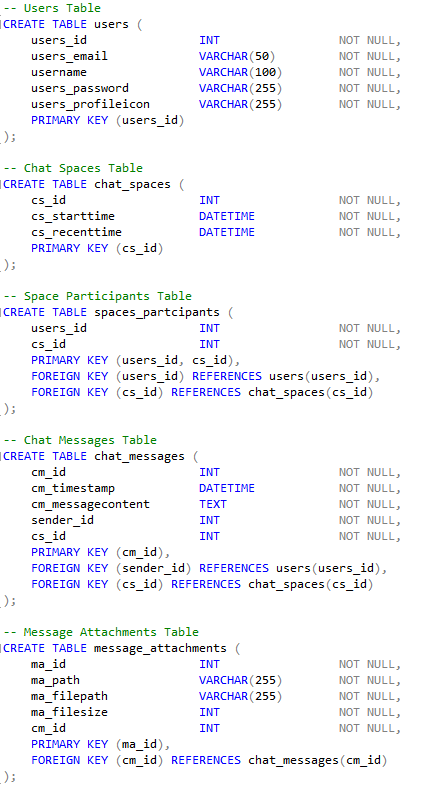 -- Users Table
CREATE TABLE users (
users_id INT NOT NULL,
users_email VARCHAR(50) NOT NULL,
username VARCHAR(100) NOT NULL,
users_password VARCHAR(255) NOT NULL,
users_profileicon VARCHAR(255) NOT NULL,
PRIMARY KEY (users_id)
);
-- Chat Spaces Table
CREATE TABLE chat_spaces (
cs_id INT NOT NULL,
cs_starttime DATETIME NOT NULL,
cs_recenttime DATETIME NOT NULL,
PRIMARY KEY (cs_id)
);
-- Space Participants Table
CREATE TABLE spaces_partcipants (
users_id INT NOT NULL,
cs_id INT NOT NULL,
PRIMARY KEY (users_id, cs_id),
FOREIGN KEY (users_id) REFERENCES users(users_id),
FOREIGN KEY (cs_id) REFERENCES chat_spaces(cs_id)
);
-- Chat Messages Table
CREATE TABLE chat_messages (
cm_id INT NOT NULL,
cm_timestamp DATETIME NOT NULL,
cm_messagecontent TEXT NOT NULL,
sender_id INT NOT NULL,
cs_id INT NOT NULL,
PRIMARY KEY (cm_id),
FOREIGN KEY (sender_id) REFERENCES users(users_id),
FOREIGN KEY (cs_id) REFERENCES chat_spaces(cs_id)
);
-- Message Attachments Table
CREATE TABLE message_attachments (
ma_id INT NOT NULL,
ma_path VARCHAR(255) NOT NULL,
ma_filepath VARCHAR(255) NOT NULL,
ma_filesize INT NOT NULL,
cm_id INT NOT NULL,
PRIMARY KEY (ma_id),
FOREIGN KEY (cm_id) REFERENCES chat_messages(cm_id)
);